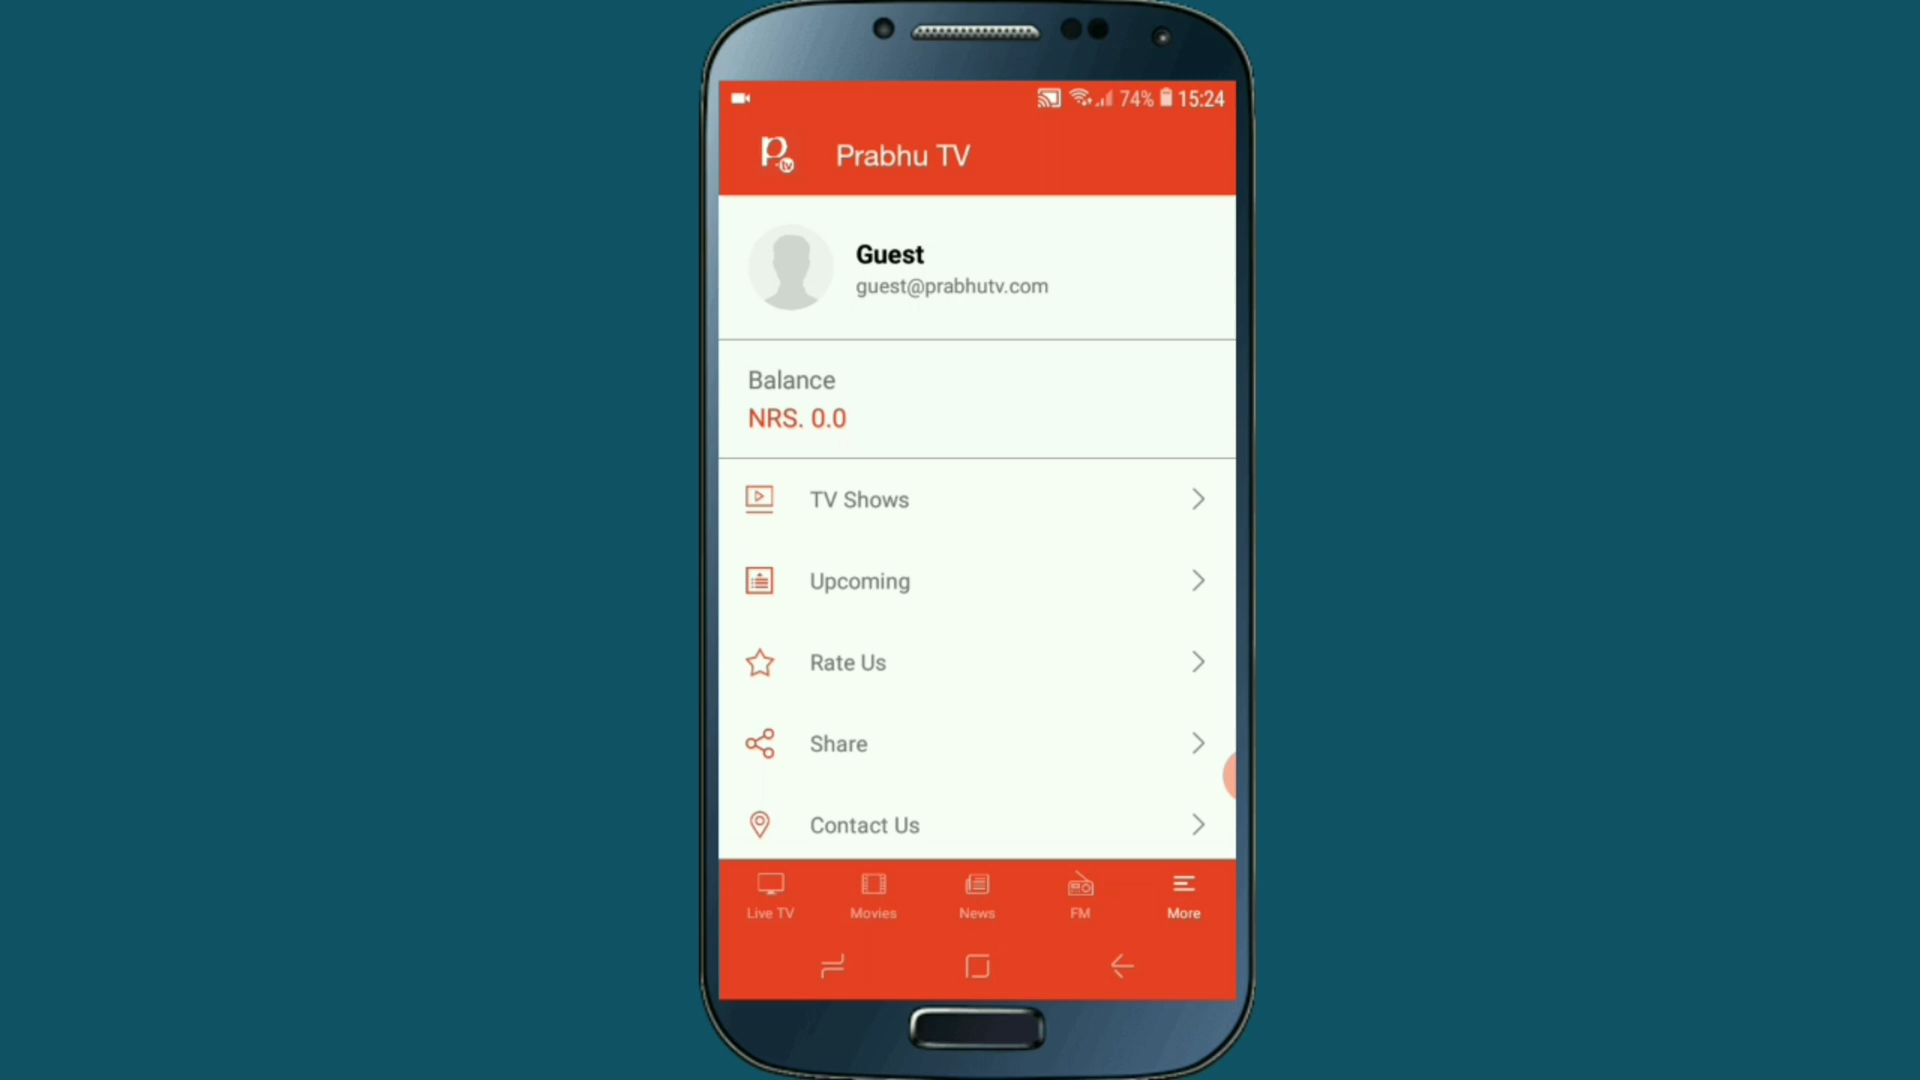 74% 15:24
p tv Prabhu TV
Guest
guest@prabhutv.com
Balance
NRS. 0.0
TV Shows
Upcoming
Rate Us
Share
Contact Us
Live TV Movies News FM More